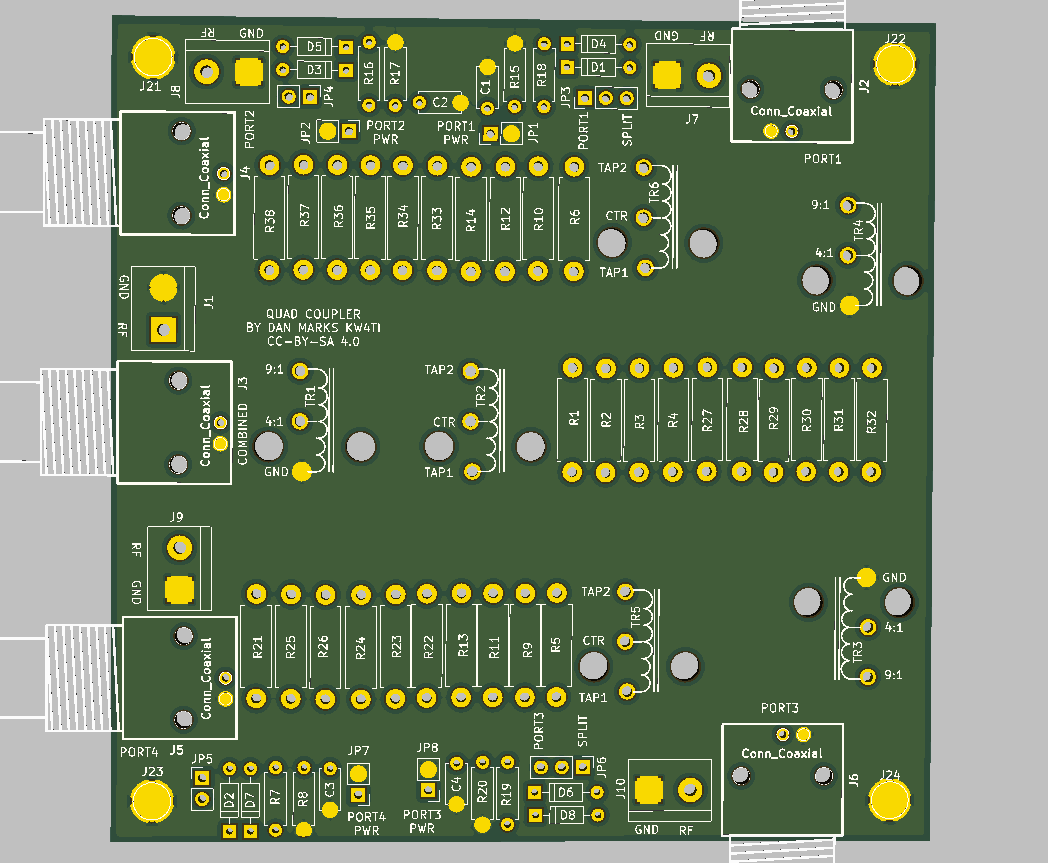 RF
GND
D5
D3
J21
J8
R16
R17
C1
R15
R18
D4
D1
GND
RF
J22
J2
Conn_Coaxial
PORT1
JP4
JP2
PORT2
PWR
C2
PORT1
PWR
JP1
JP3
PORT1
SPLIT
J7
PORT2
Conn_Coaxial
J4
R38
R37
R36
R35
R34
R33
R14
R12
R10
R6
TAP2
CTR
TAP1
TR6
9:1
4:1
GND
TR4
GND
RF
J1
QUAD COUPLER
BY DAN MARKS KW4TI
CC-BY-SA 4.0
Conn_Coaxial
J3
COMBINED
9:1
4:1
GND
TR1
TAP2
CTR
TAP1
TR2
R1
R2
R3
R4
R27
R28
R29
R30
R31
R32
J9
RF
GND
Conn_Coaxial
PORT4
J5
R21
R25
R26
R24
R23
R22
R13
R11
R9
R5
TAP2
CTR
TAP1
TR5
GND
4:1
9:1
TR3
PORT3
Conn_Coaxial
J6
J23
JP5
D2
D7
R7
R8
C3
JP7
PORT4
PWR
JP8
PORT3
PWR
C4
R20
R19
PORT3
SPLIT
JP6
D6
D8
J10
GND
RF
J24